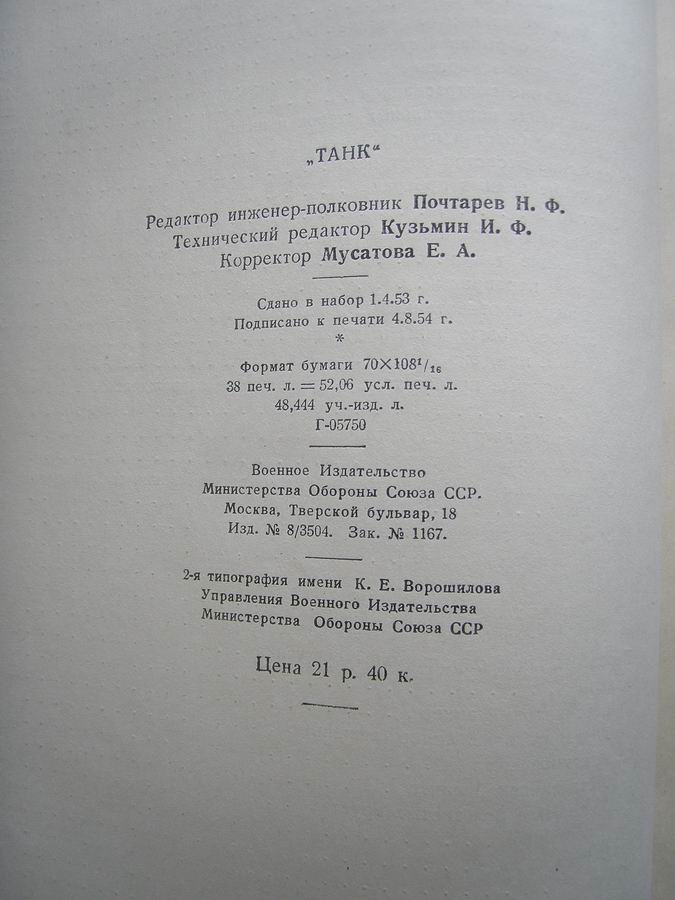 „ТАНК“
Редактор инженер-полковник Почтарев Н. Ф.
Технический редактор Кузьмин И. Ф.
Корректор Мусатова Е. А.
Сдано в набор 1.4.53 г.
Подписано к печати 4.8.54 г.
*
Формат бумаги 70×108¹/₁₆
38 печ. л. = 52,06 усл. печ. л.
48,444 уч.-изд. л.
Г-05750
Военное Издательство
Министерства Обороны Союза ССР.
Москва, Тверской бульвар, 18
Изд. № 8/3504. Зак. № 1167.
2-я типография имени К. Е. Ворошилова
Управления Военного Издательства
Министерства Обороны Союза ССР
Цена 21 р. 40 к.